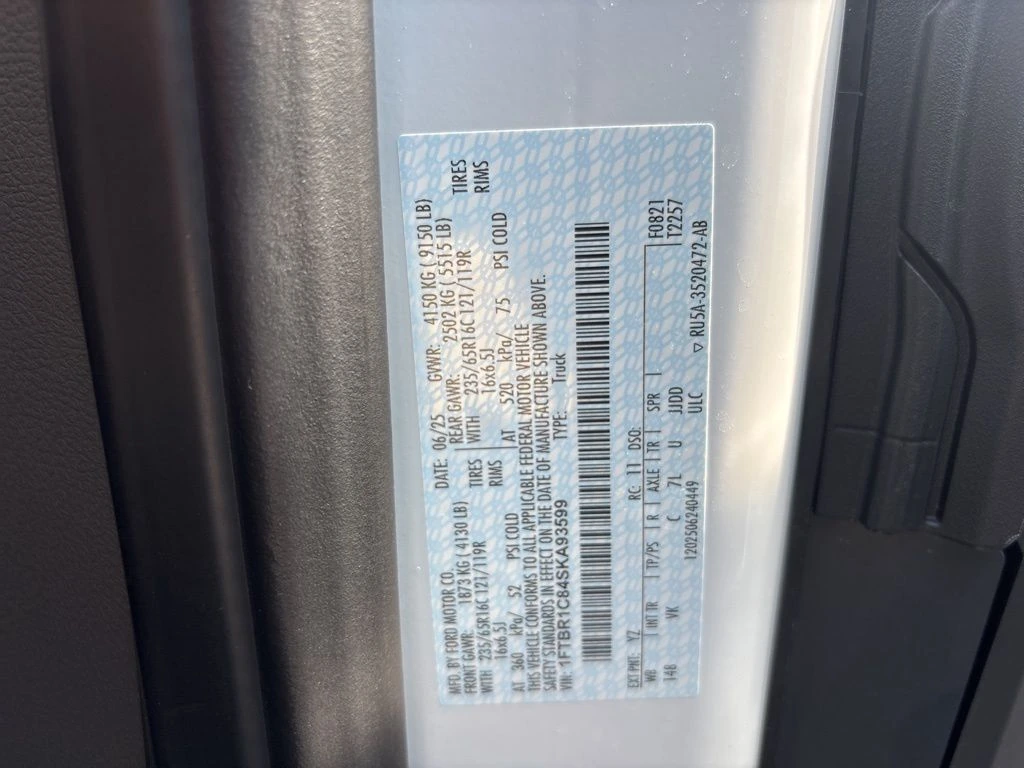 MFD. BY FORD MOTOR CO. DATE: 06/25 GVWR: 4150 KG ( 9150 LB)
FRONT GAWR: 1873 KG ( 4130 LB) REAR GAWR: 2502 KG ( 5515 LB)
WITH 235/65R16C 121/119R TIRES WITH 235/65R16C121/119R TIRES
16x6.5J RIMS 16x6.5J RIMS
AT 360 kPa/ 52 PSI COLD AT 520 kPa/ 75 PSI COLD
THIS VEHICLE CONFORMS TO ALL APPLICABLE FEDERAL MOTOR VEHICLE
SAFETY STANDARDS IN EFFECT ON THE DATE OF MANUFACTURE SHOWN ABOVE.
VIN: 1FTBR1C84SKA93599 TYPE: Truck
EXT PNT: YZ RC: 11 DSO: F0821
WB INT TR TP/PS R AXLE TR SPR T2257
148 VK C 7L U JJDD
1202506240449 ULC ▽ RU5A-3520472-AB